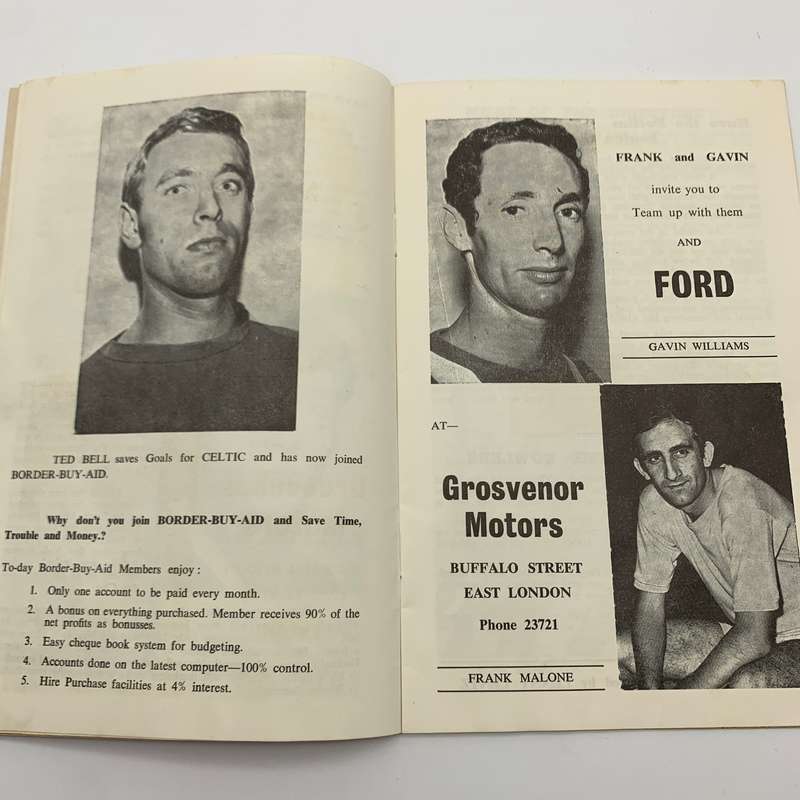 TED BELL saves Goals for CELTIC and has now joined
BORDER-BUY-AID.
Why don't you join BORDER-BUY-AID and Save Time,
Trouble and Money.?
To-day Border-Buy-Aid Members enjoy :
1. Only one account to be paid every month.
2. A bonus on everything purchased. Member receives 90% of the
net profits as bonusses.
3. Easy cheque book system for budgeting.
4. Accounts done on the latest computer—100% control.
5. Hire Purchase facilities at 4% interest.
FRANK and GAVIN
invite you to
Team up with them
AND
FORD
GAVIN WILLIAMS
AT—
Grosvenor
Motors
BUFFALO STREET
EAST LONDON
Phone 23721
FRANK MALONE